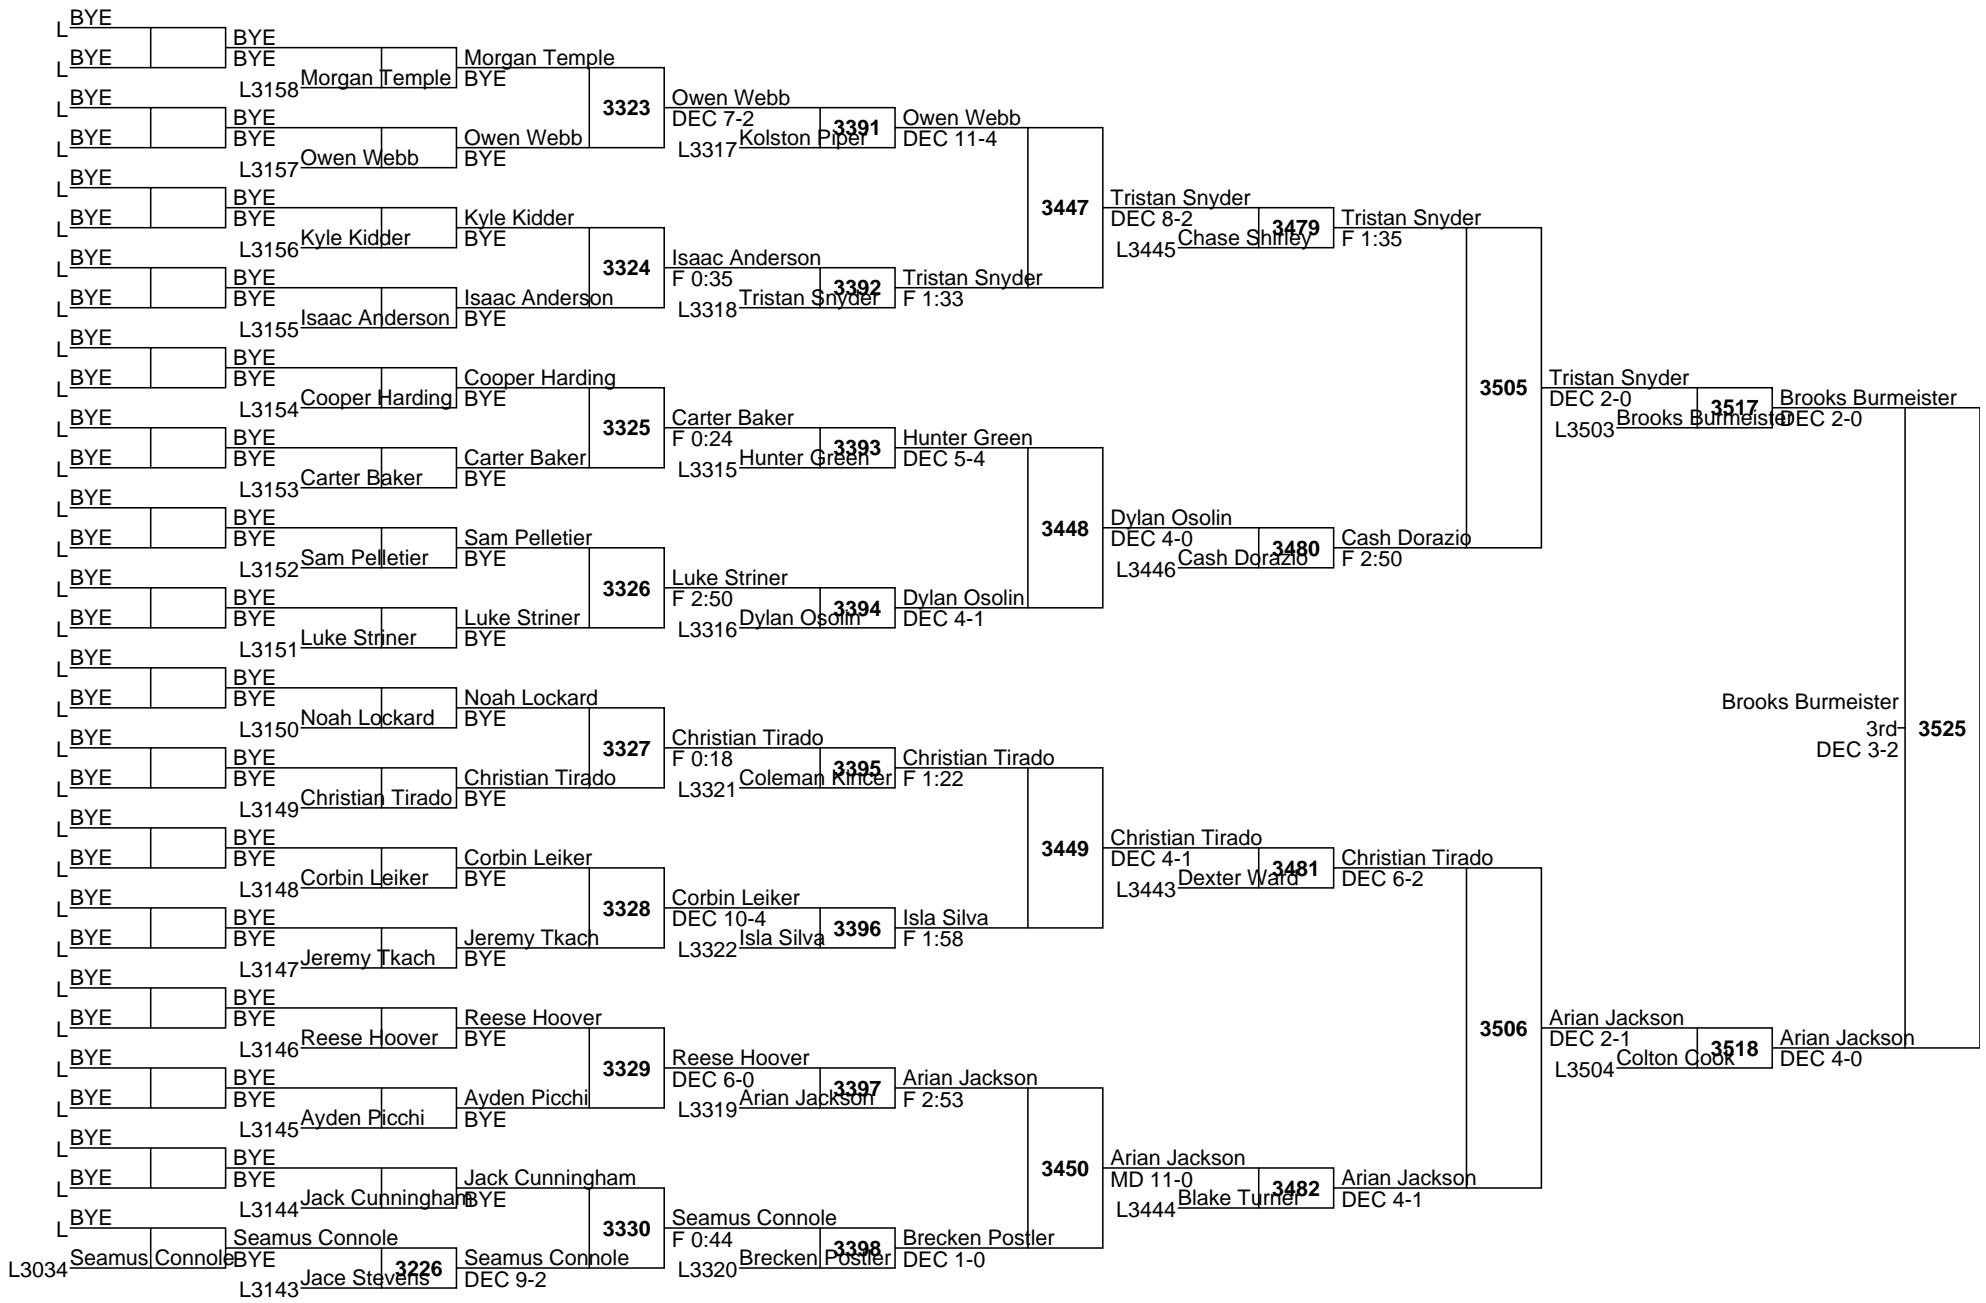 BYE
L
BYE
L
BYE
L
BYE
L
BYE
L
BYE
L
BYE
L
BYE
L
BYE
L
BYE
L
BYE
L
BYE
L
BYE
L
BYE
L
BYE
L
BYE
L
BYE
L
BYE
L
BYE
L
BYE
L
BYE
L
BYE
L
BYE
L
BYE
L
BYE
L
BYE
L
BYE
L
BYE
L
BYE
L
BYE
L
BYE
L
L3034 Seamus Connole
BYE
BYE
L3158 Morgan Temple
BYE
BYE
L3157 Owen Webb
BYE
BYE
L3156 Kyle Kidder
BYE
BYE
L3155 Isaac Anderson
BYE
BYE
L3154 Cooper Harding
BYE
BYE
L3153 Carter Baker
BYE
BYE
L3152 Sam Pelletier
BYE
BYE
L3151 Luke Striner
BYE
BYE
L3150 Noah Lockard
BYE
BYE
L3149 Christian Tirado
BYE
BYE
L3148 Corbin Leiker
BYE
BYE
L3147 Jeremy Tkach
BYE
BYE
L3146 Reese Hoover
BYE
BYE
L3145 Ayden Picchi
BYE
BYE
L3144 Jack Cunningham
Seamus Connole
BYE
L3143 Jace Stevens
3226
Morgan Temple
BYE
3323
Owen Webb
BYE
Kyle Kidder
BYE
3324
Isaac Anderson
BYE
Cooper Harding
BYE
3325
Carter Baker
BYE
Sam Pelletier
BYE
3326
Luke Striner
BYE
Noah Lockard
BYE
3327
Christian Tirado
BYE
Corbin Leiker
BYE
3328
Jeremy Tkach
BYE
Reese Hoover
BYE
3329
Ayden Picchi
BYE
Jack Cunningham
BYE
3330
Seamus Connole
DEC 9-2
Owen Webb
DEC 7-2
3391
L3317 Kolston Piper
Isaac Anderson
F 0:35
3392
L3318 Tristan Snyder
Carter Baker
F 0:24
3393
L3315 Hunter Green
Luke Striner
F 2:50
3394
L3316 Dylan Osolin
Christian Tirado
F 0:18
3395
L3321 Coleman Kincer
Corbin Leiker
DEC 10-4
3396
L3322 Isla Silva
Reese Hoover
DEC 6-0
3397
L3319 Arian Jackson
Seamus Connole
F 0:44
3398
L3320 Brecken Postler
Owen Webb
DEC 11-4
3447
Tristan Snyder
F 1:33
Hunter Green
DEC 5-4
3448
Dylan Osolin
DEC 4-1
Christian Tirado
F 1:22
3449
Isla Silva
F 1:58
Arian Jackson
F 2:53
3450
Brecken Postler
DEC 1-0
Tristan Snyder
DEC 8-2
3479
L3445 Chase Shirley
Dylan Osolin
DEC 4-0
3480
L3446 Cash Dorazio
Christian Tirado
DEC 4-1
3481
L3443 Dexter Ward
Arian Jackson
MD 11-0
3482
L3444 Blake Turner
Tristan Snyder
F 1:35
3505
Cash Dorazio
F 2:50
Christian Tirado
DEC 6-2
3506
Arian Jackson
DEC 4-1
Tristan Snyder
DEC 2-0
3517
L3503 Brooks Burmeister
Arian Jackson
DEC 2-1
3518
L3504 Colton Cook
Brooks Burmeister
DEC 2-0
Brooks Burmeister
3rd
3525
DEC 3-2
Arian Jackson
DEC 4-0